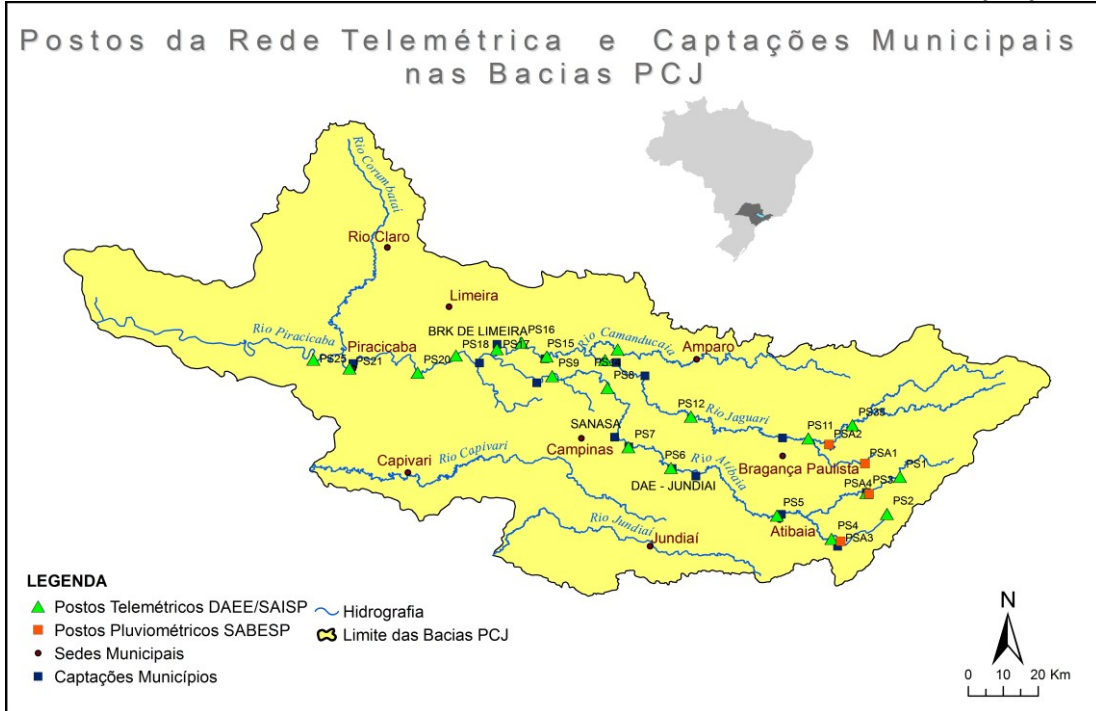 Postos da Rede Telemétrica e Captações Municipais
nas Bacias PCJ
Rio Corumbataí
Rio Claro
Limeira
Rio Piracicaba
Piracicaba
BRK DE LIMEIRA
PS16
PS18
PS17
PS15
Rio Camanducaia
Amparo
PS25
PS21
PS20
PS9
PS8
PS12
Rio Jaguari
PS38
PS11
PSA2
SANASA
PS7
Campinas
Rio Capivari
Capivari
PS6
Rio Atibaia
DAE - JUNDIAI
Bragança Paulista
PSA1
PS1
PSA4
PS3
PS2
PS5
Atibaia
PS4
PSA3
Rio Jundiaí
Jundiaí
LEGENDA
Postos Telemétricos DAEE/SAISP
Hidrografia
Postos Pluviométricos SABESP
Limite das Bacias PCJ
Sedes Municipais
Captações Municípios
N
0 10 20 Km